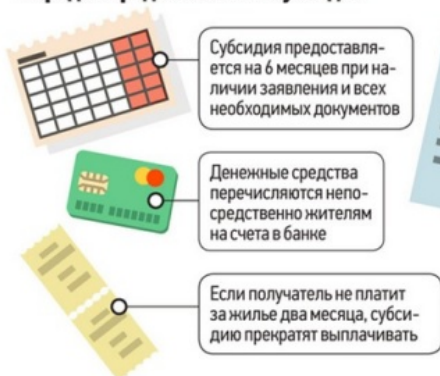 Субсидия предоставля-
ется на 6 месяцев при на-
личии заявления и всех
необходимых документов
Денежные средства
перечисляются непо-
средственно жителям
на счета в банке
Если получатель не платит
за жилье два месяца, субси-
дию прекратят выплачивать